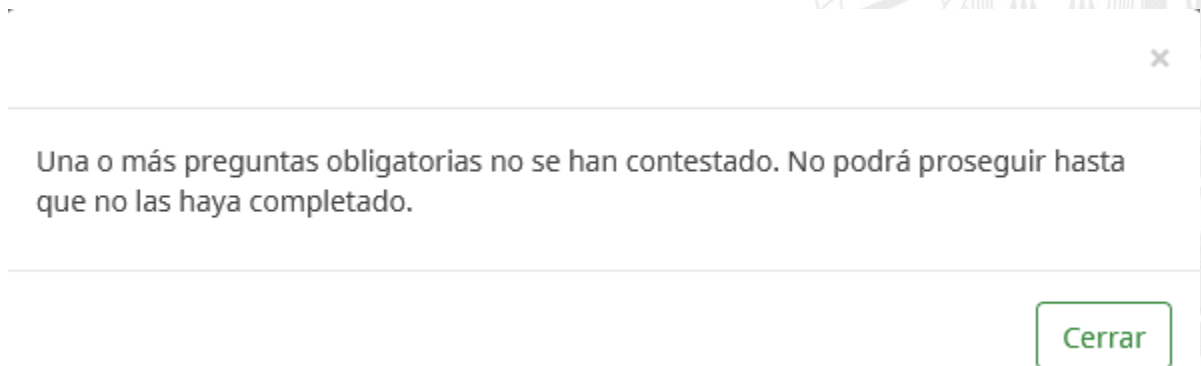 ×
Una o más preguntas obligatorias no se han contestado. No podrá proseguir hasta
que no las haya completado.
Cerrar